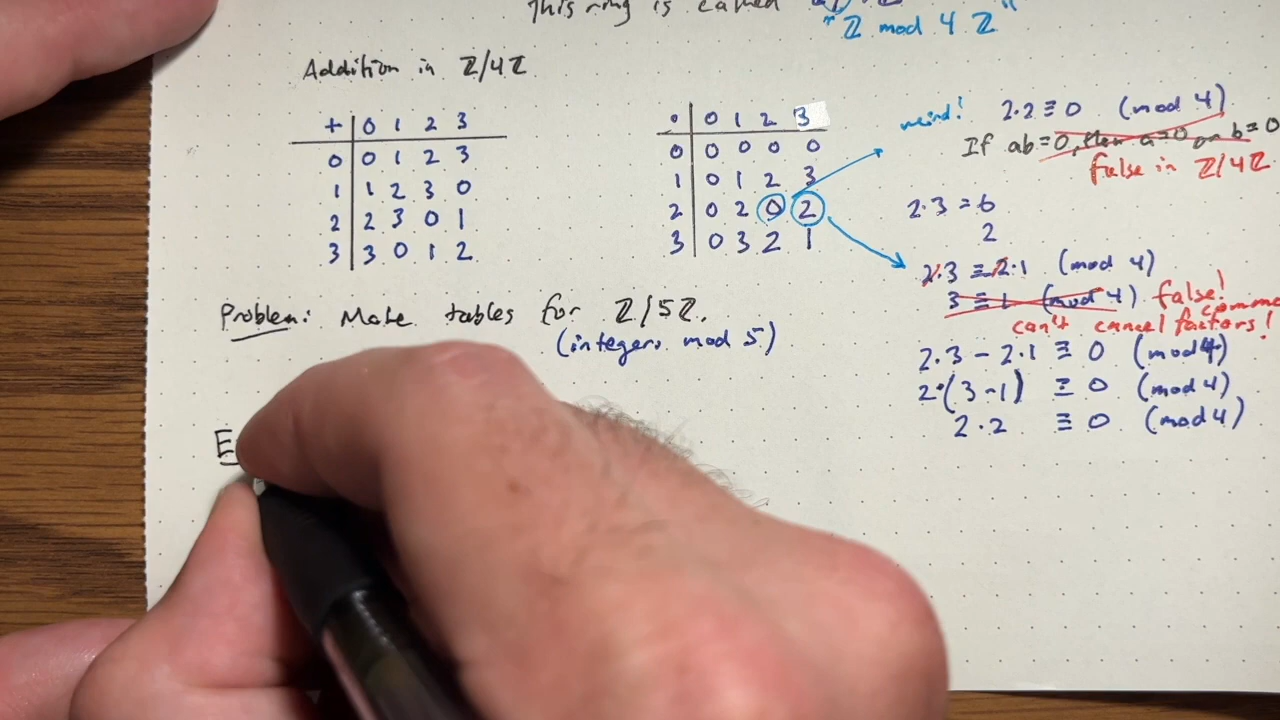 This ring is called
"Z mod 4 Z"
Addition in ℤ/4ℤ
+ 0 1 2 3
0 0 1 2 3
1 1 2 3 0
2 2 3 0 1
3 3 0 1 2
· 0 1 2 3
0 0 0 0 0
1 0 1 2 3
2 0 2 0 2
3 0 3 2 1
weird! 2·2 ≡ 0 (mod 4)
If ab=0, then a=0 or b=0
false in ℤ/4ℤ
2·3 = 6
2
2·3 ≡ 2·1 (mod 4)
3 ≡ 1 (mod 4) false!
can't cancel common factors!
2·3 - 2·1 ≡ 0 (mod 4)
2·(3-1) ≡ 0 (mod 4)
2·2 ≡ 0 (mod 4)
Problem: Make tables for ℤ/5ℤ.
(integers mod 5)
E